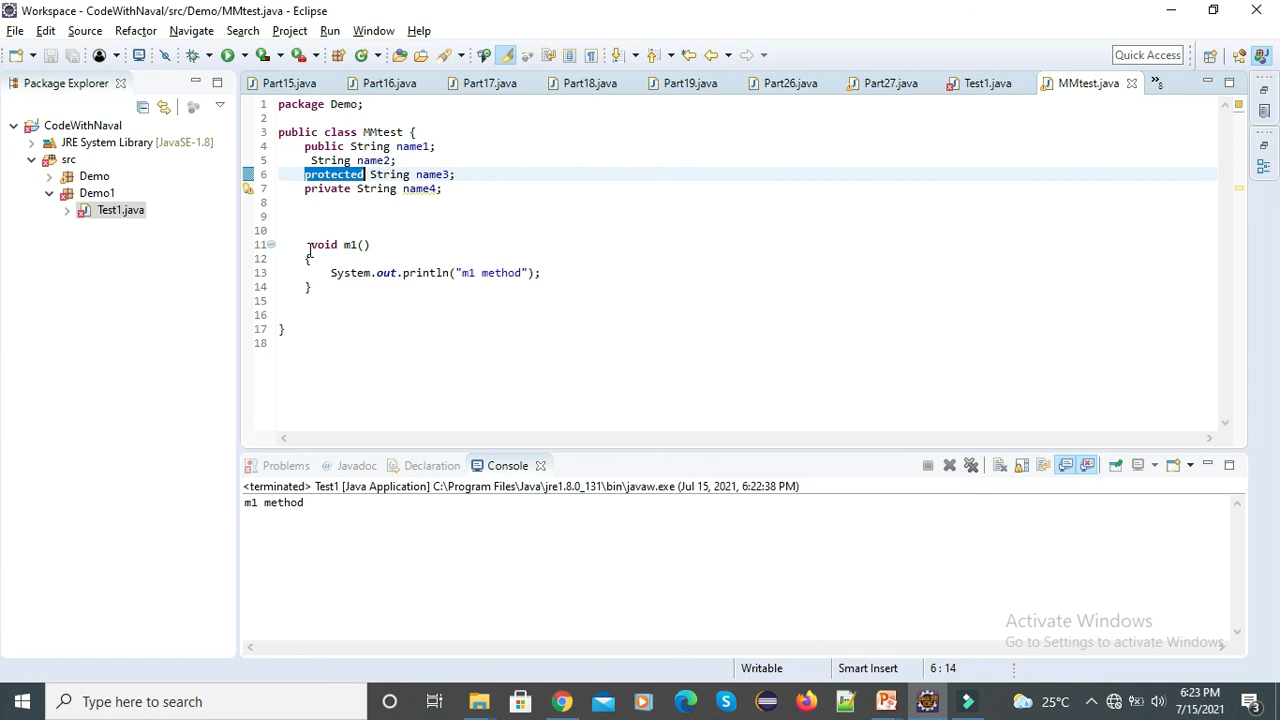 Workspace - CodeWithNaval/src/Demo/MMtest.java - Eclipse
File Edit Source Refactor Navigate Search Project Run Window Help
Quick Access
Package Explorer
Part15.java Part16.java Part17.java Part18.java Part19.java Part26.java Part27.java Test1.java MMtest.java
CodeWithNaval
JRE System Library [JavaSE-1.8]
src
Demo
Demo1
Test1.java
1 package Demo;
2
3 public class MMtest {
4 public String name1;
5 String name2;
6 protected String name3;
7 private String name4;
8
9
10
11 void m1()
12 {
13 System.out.println("m1 method");
14 }
15
16
17 }
18
Problems @ Javadoc Declaration Console
<terminated> Test1 [Java Application] C:\Program Files\Java\jre1.8.0_131\bin\javaw.exe (Jul 15, 2021, 6:22:38 PM)
m1 method
Activate Windows
Go to Settings to activate Windows.
Writable Smart Insert 6 : 14
Type here to search
25°C
6:23 PM
7/15/2021
3